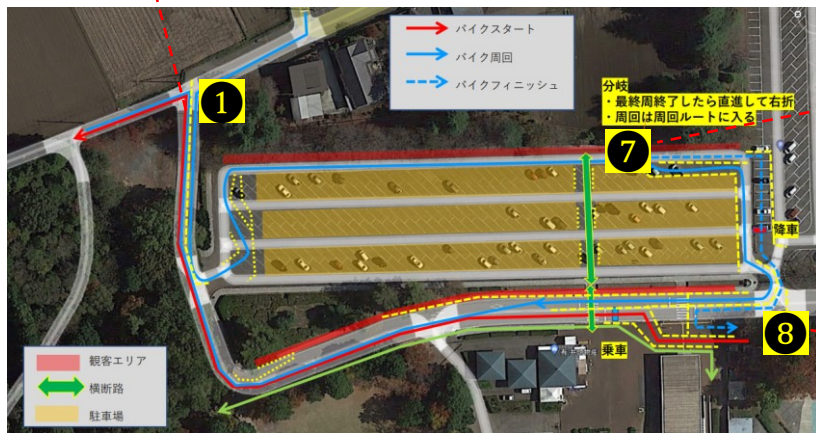 バイクスタート
バイク周回
バイクフィニッシュ
1
分岐
・最終周終了したら直進して右折
・周回は周回ルートに入る
7
降車
8
乗車
観客エリア
横断路
駐車場